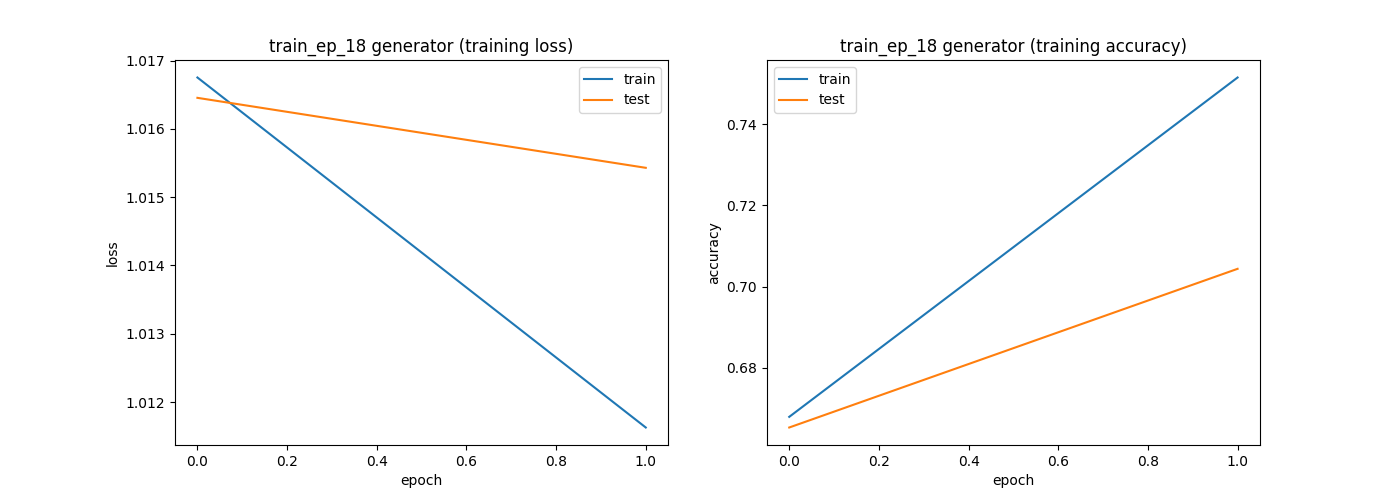 train_ep_18 generator (training loss)
1.017
1.016
1.015
1.014
1.013
1.012
loss
0.0 0.2 0.4 0.6 0.8 1.0
epoch
train
test
train_ep_18 generator (training accuracy)
0.74
0.72
0.70
0.68
accuracy
0.0 0.2 0.4 0.6 0.8 1.0
epoch
train
test